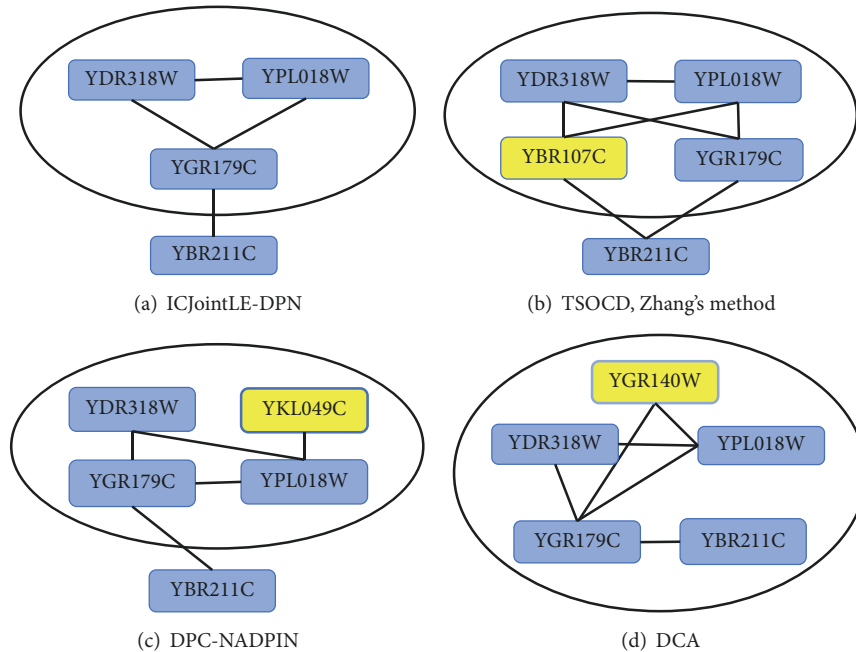 YDR318W YPL018W
YGR179C
YBR211C
(a) ICJointLE-DPN
YDR318W YPL018W
YBR107C YGR179C
YBR211C
(b) TSOCD, Zhang's method
YDR318W YKL049C
YGR179C YPL018W
YBR211C
(c) DPC-NADPIN
YGR140W
YDR318W YPL018W
YGR179C YBR211C
(d) DCA